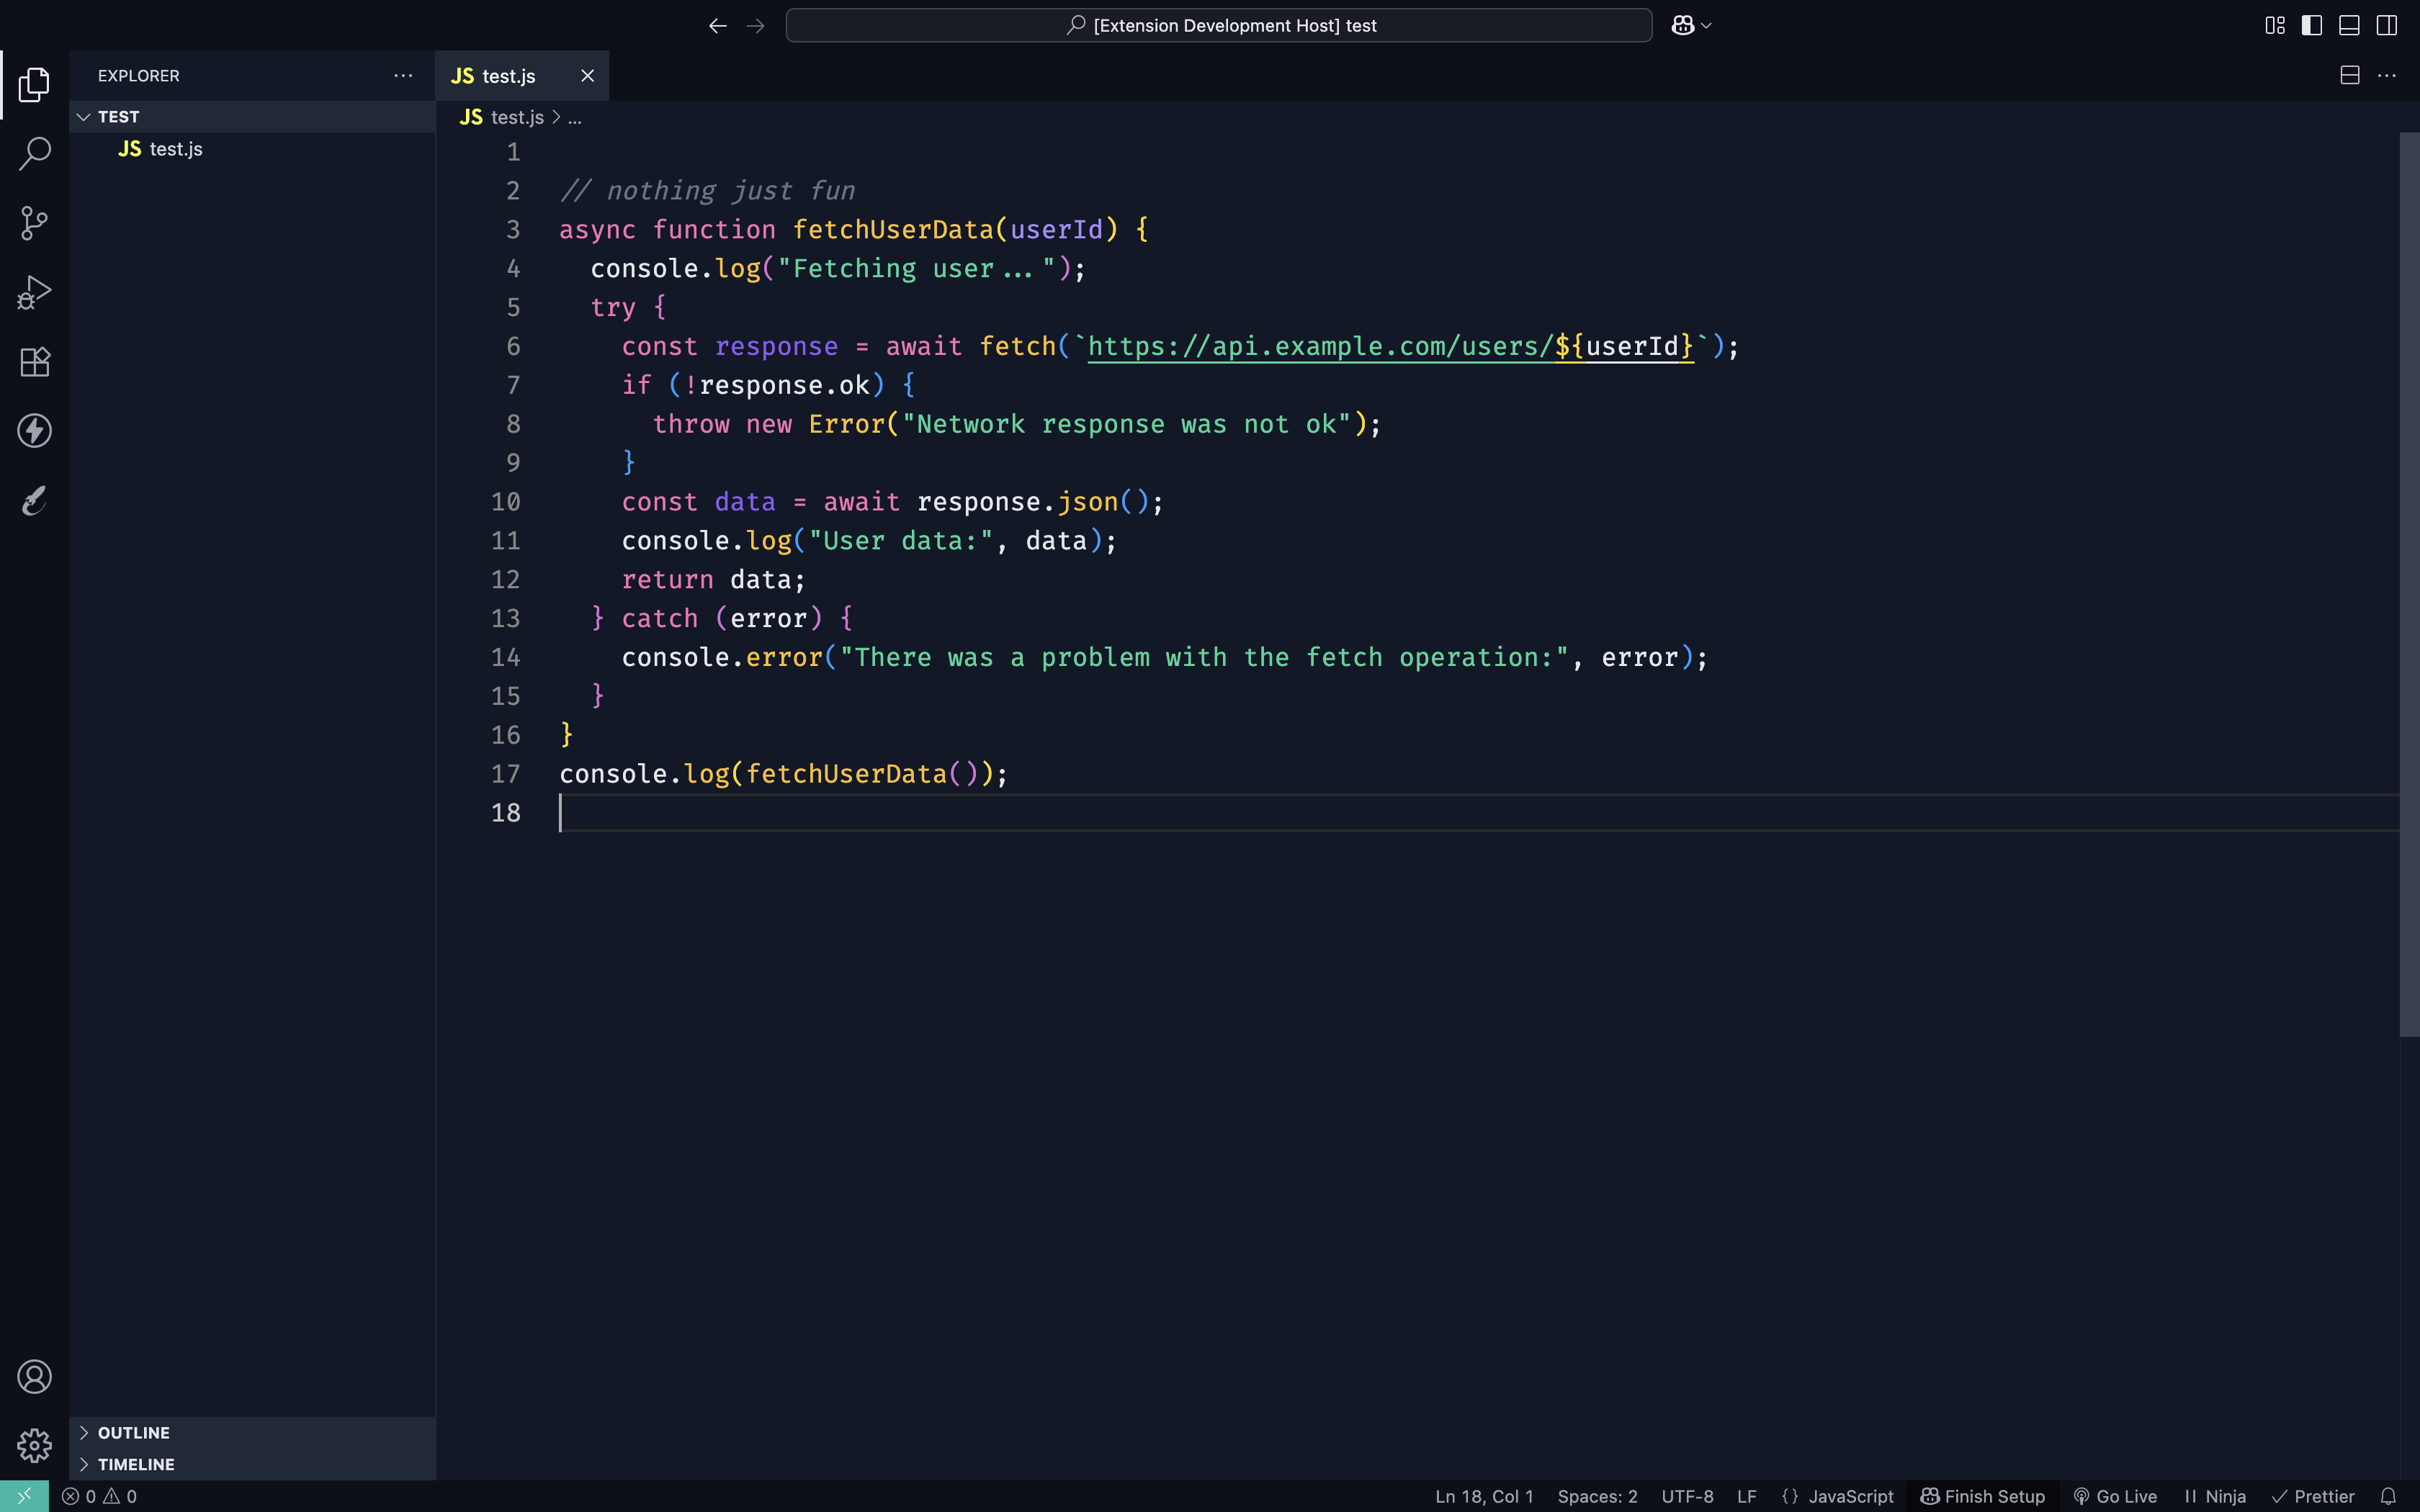 [Extension Development Host] test
EXPLORER
JS test.js
TEST
JS test.js > ...
JS test.js
1
2 // nothing just fun
3 async function fetchUserData(userId) {
4 console.log("Fetching user...");
5 try {
6 const response = await fetch(`https://api.example.com/users/${userId}`);
7 if (!response.ok) {
8 throw new Error("Network response was not ok");
9 }
10 const data = await response.json();
11 console.log("User data:", data);
12 return data;
13 } catch (error) {
14 console.error("There was a problem with the fetch operation:", error);
15 }
16 }
17 console.log(fetchUserData());
18
OUTLINE
TIMELINE
0 0 Ln 18, Col 1 Spaces: 2 UTF-8 LF {} JavaScript Finish Setup Go Live Ninja Prettier